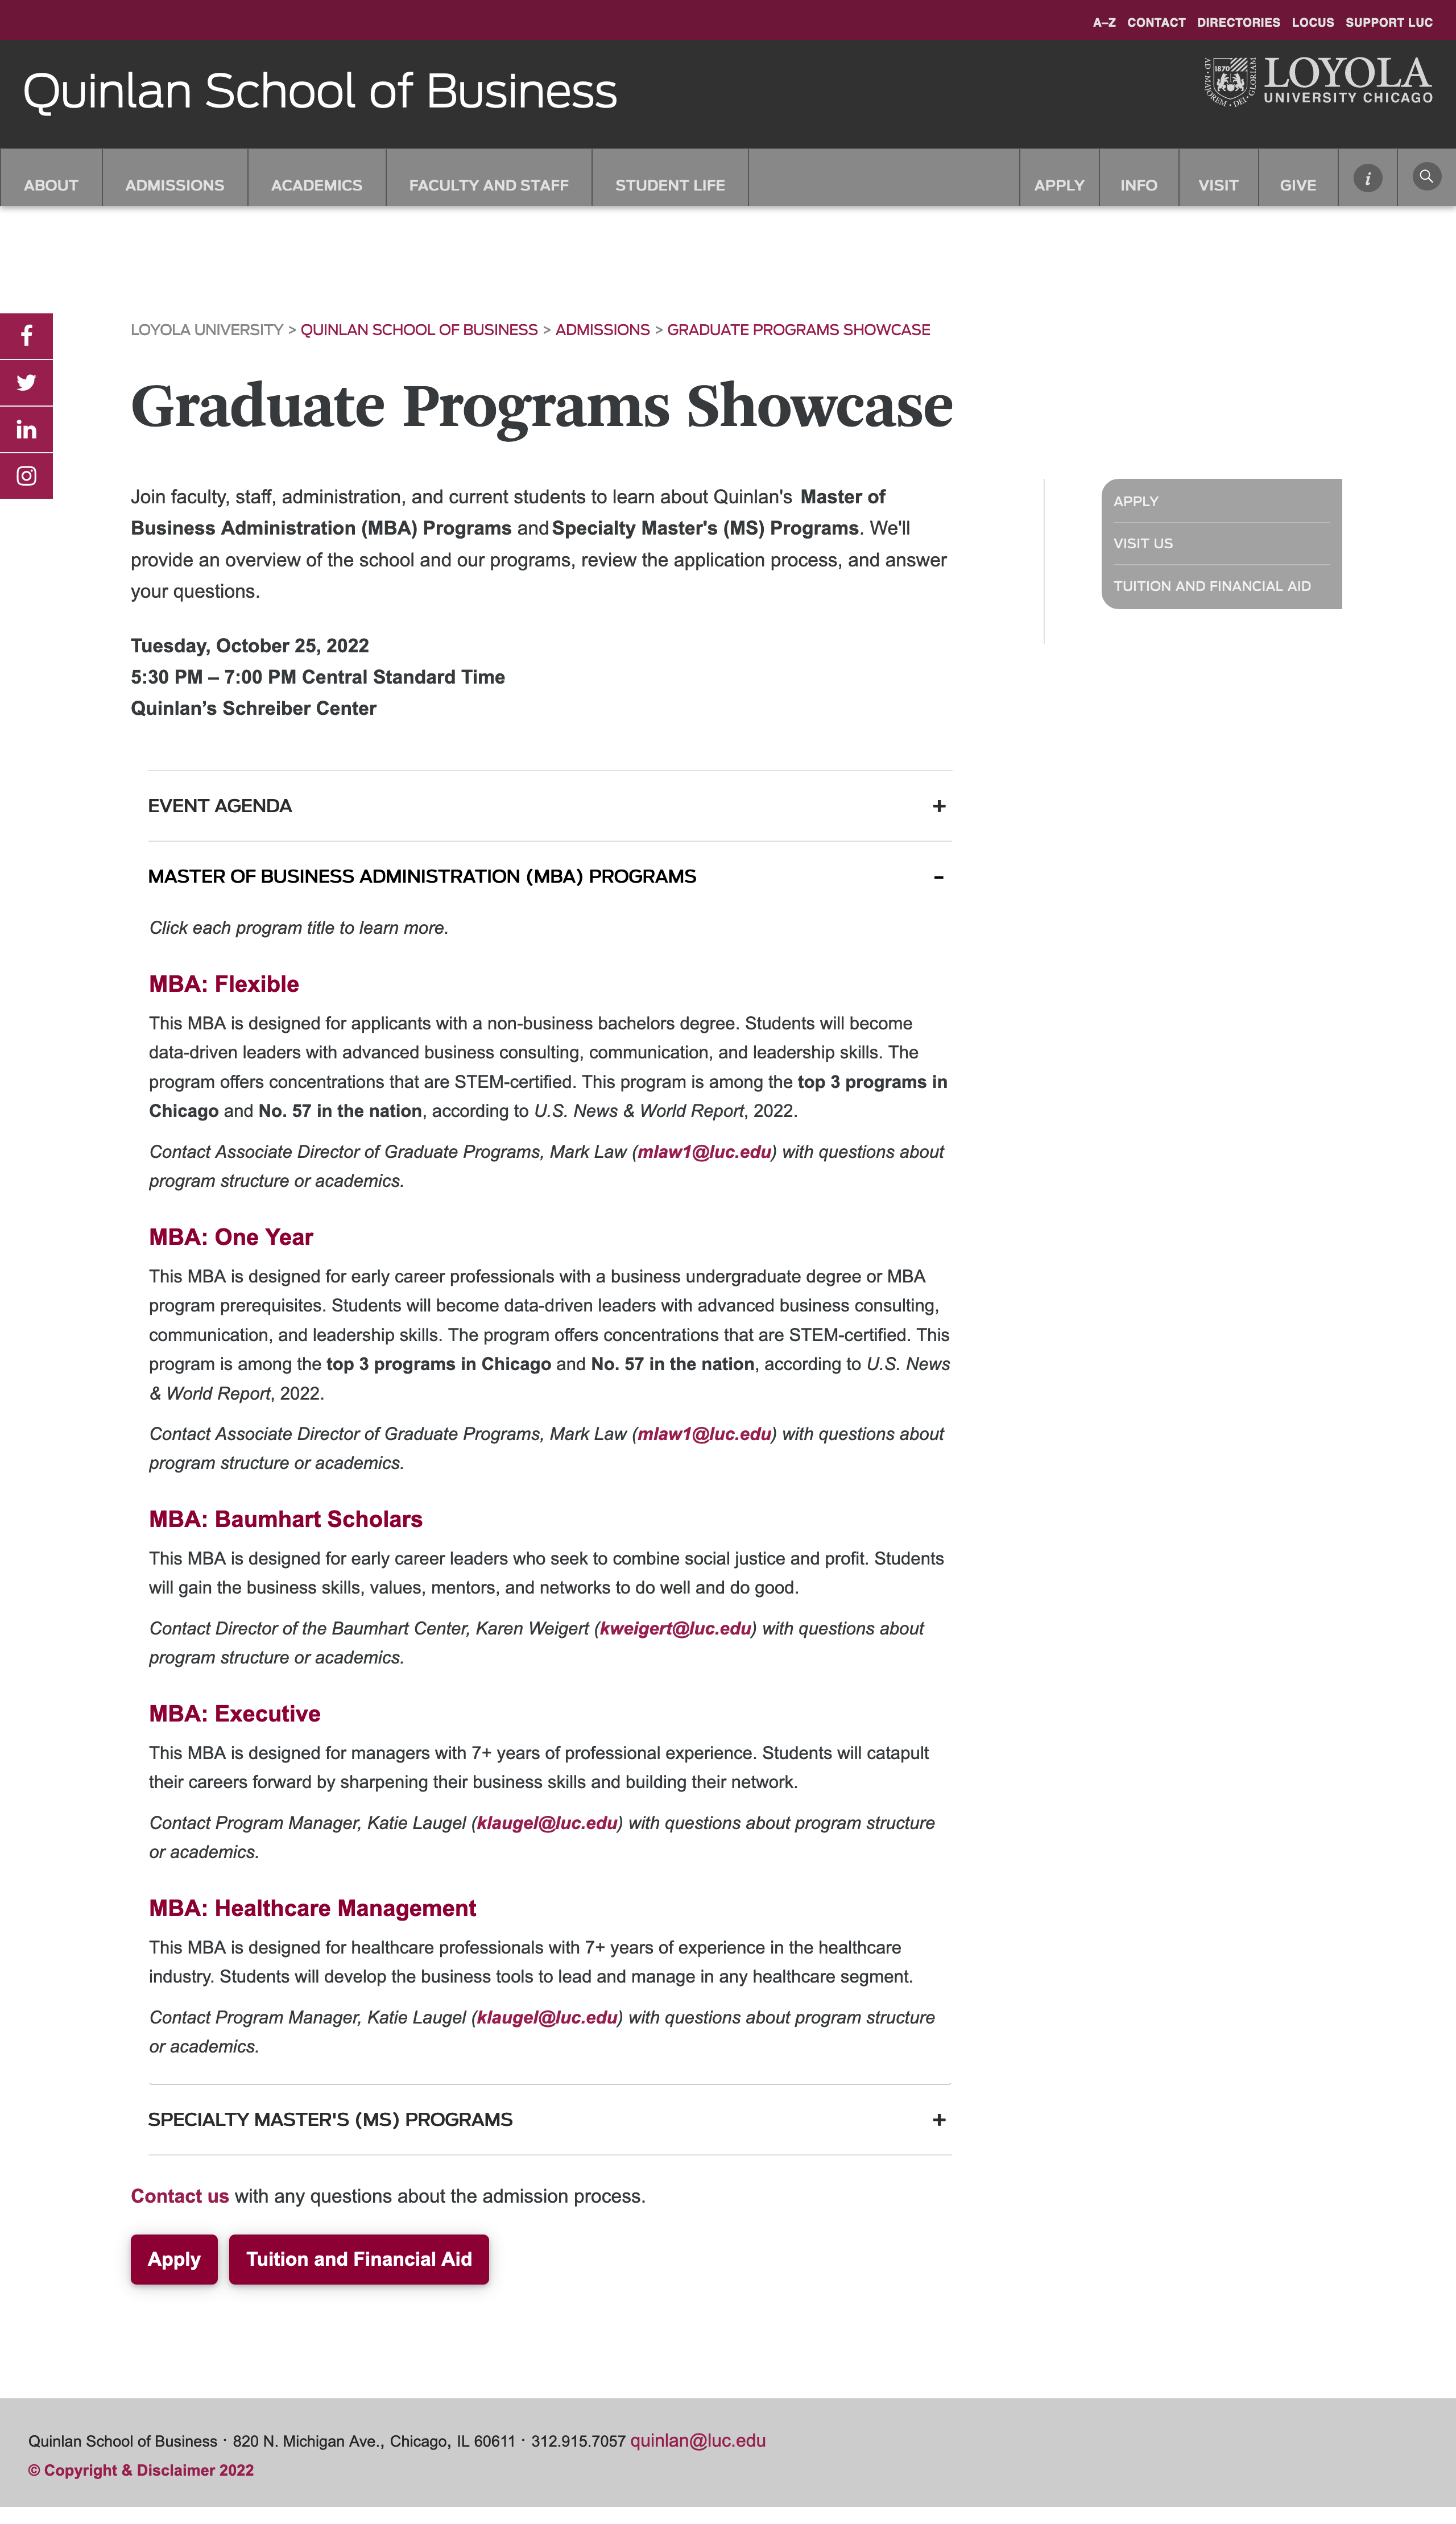 A–Z CONTACT DIRECTORIES LOCUS SUPPORT LUC
Quinlan School of Business
AD • MAJOREM • DEI • GLORIAM
1870
LOYOLA
UNIVERSITY CHICAGO
ABOUT ADMISSIONS ACADEMICS FACULTY AND STAFF STUDENT LIFE APPLY INFO VISIT GIVE i
LOYOLA UNIVERSITY > QUINLAN SCHOOL OF BUSINESS > ADMISSIONS > GRADUATE PROGRAMS SHOWCASE
Graduate Programs Showcase
Join faculty, staff, administration, and current students to learn about Quinlan's Master of
Business Administration (MBA) Programs and Specialty Master's (MS) Programs. We'll
provide an overview of the school and our programs, review the application process, and answer
your questions.
Tuesday, October 25, 2022
5:30 PM – 7:00 PM Central Standard Time
Quinlan’s Schreiber Center
APPLY
VISIT US
TUITION AND FINANCIAL AID
EVENT AGENDA +
MASTER OF BUSINESS ADMINISTRATION (MBA) PROGRAMS -
Click each program title to learn more.
MBA: Flexible
This MBA is designed for applicants with a non-business bachelors degree. Students will become
data-driven leaders with advanced business consulting, communication, and leadership skills. The
program offers concentrations that are STEM-certified. This program is among the top 3 programs in
Chicago and No. 57 in the nation, according to U.S. News & World Report, 2022.
Contact Associate Director of Graduate Programs, Mark Law (mlaw1@luc.edu) with questions about
program structure or academics.
MBA: One Year
This MBA is designed for early career professionals with a business undergraduate degree or MBA
program prerequisites. Students will become data-driven leaders with advanced business consulting,
communication, and leadership skills. The program offers concentrations that are STEM-certified. This
program is among the top 3 programs in Chicago and No. 57 in the nation, according to U.S. News
& World Report, 2022.
Contact Associate Director of Graduate Programs, Mark Law (mlaw1@luc.edu) with questions about
program structure or academics.
MBA: Baumhart Scholars
This MBA is designed for early career leaders who seek to combine social justice and profit. Students
will gain the business skills, values, mentors, and networks to do well and do good.
Contact Director of the Baumhart Center, Karen Weigert (kweigert@luc.edu) with questions about
program structure or academics.
MBA: Executive
This MBA is designed for managers with 7+ years of professional experience. Students will catapult
their careers forward by sharpening their business skills and building their network.
Contact Program Manager, Katie Laugel (klaugel@luc.edu) with questions about program structure
or academics.
MBA: Healthcare Management
This MBA is designed for healthcare professionals with 7+ years of experience in the healthcare
industry. Students will develop the business tools to lead and manage in any healthcare segment.
Contact Program Manager, Katie Laugel (klaugel@luc.edu) with questions about program structure
or academics.
SPECIALTY MASTER'S (MS) PROGRAMS +
Contact us with any questions about the admission process.
Apply Tuition and Financial Aid
Quinlan School of Business · 820 N. Michigan Ave., Chicago, IL 60611 · 312.915.7057 quinlan@luc.edu
© Copyright & Disclaimer 2022